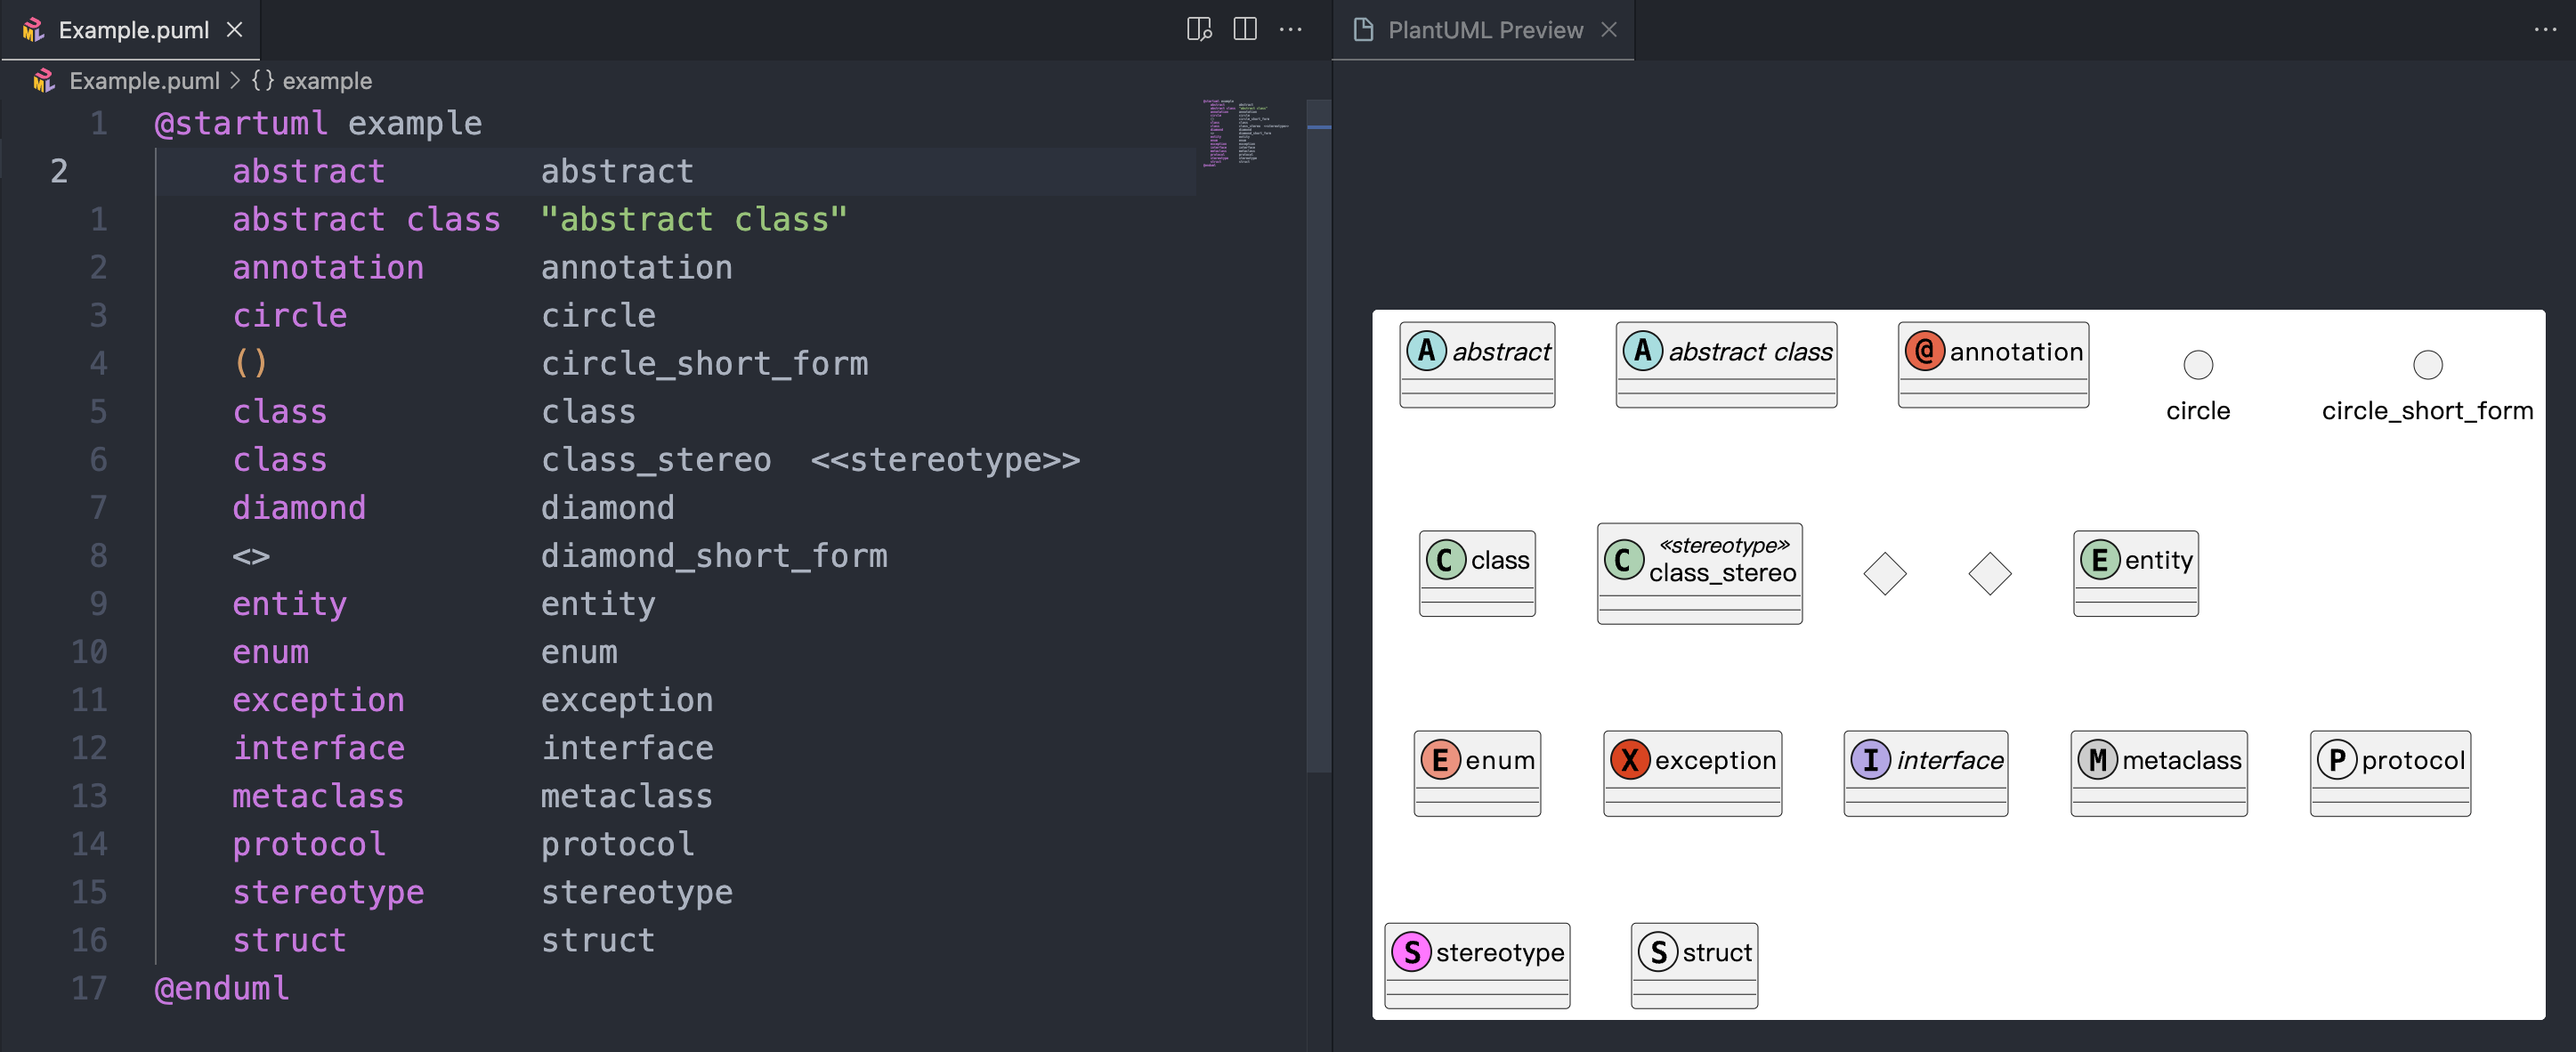 Example.puml
PlantUML Preview
Example.puml > {} example
1 @startuml example
2 abstract abstract
1 abstract class "abstract class"
2 annotation annotation
3 circle circle
4 () circle_short_form
5 class class
6 class class_stereo <<stereotype>>
7 diamond diamond
8 <> diamond_short_form
9 entity entity
10 enum enum
11 exception exception
12 interface interface
13 metaclass metaclass
14 protocol protocol
15 stereotype stereotype
16 struct struct
17 @enduml
A abstract
A abstract class
@ annotation
circle
circle_short_form
C class
C «stereotype»
class_stereo
E entity
E enum
X exception
I interface
M metaclass
P protocol
S stereotype
S struct